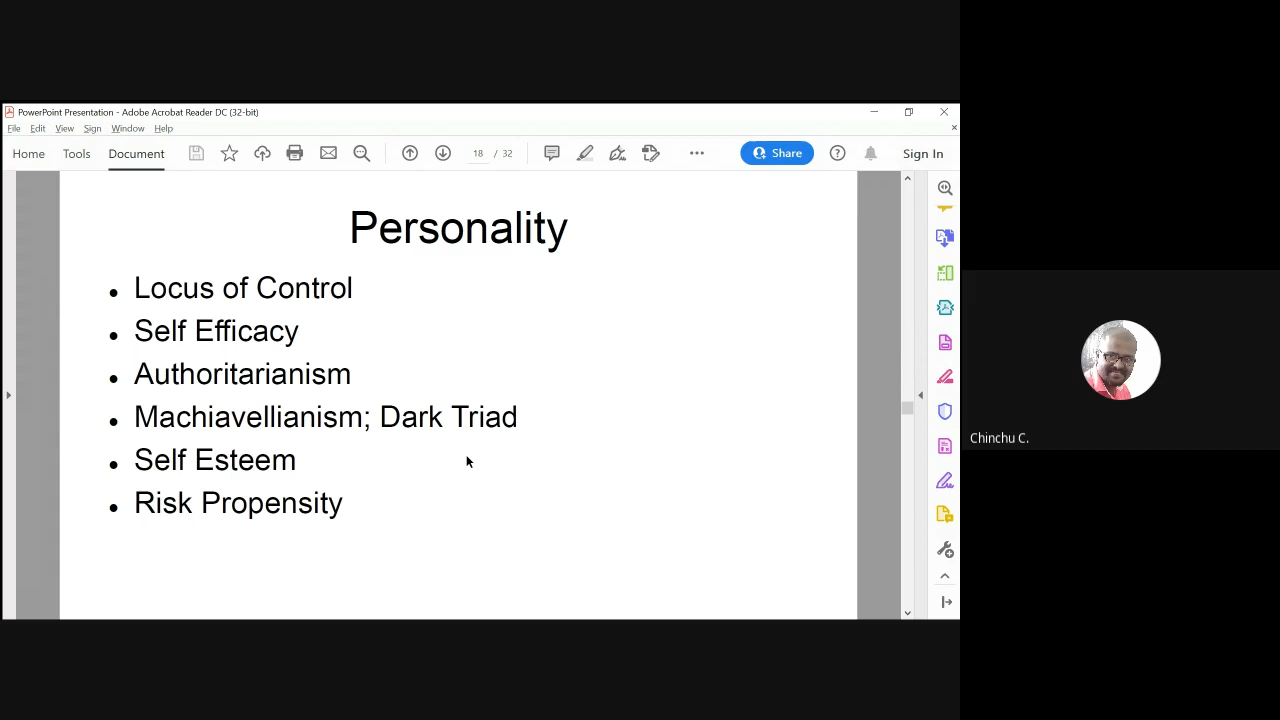 PowerPoint Presentation - Adobe Acrobat Reader DC (32-bit)
File Edit View Sign Window Help
Home Tools Document 18 / 32 Share Sign In
Personality
• Locus of Control
• Self Efficacy
• Authoritarianism
• Machiavellianism; Dark Triad
• Self Esteem
• Risk Propensity
Chinchu C.